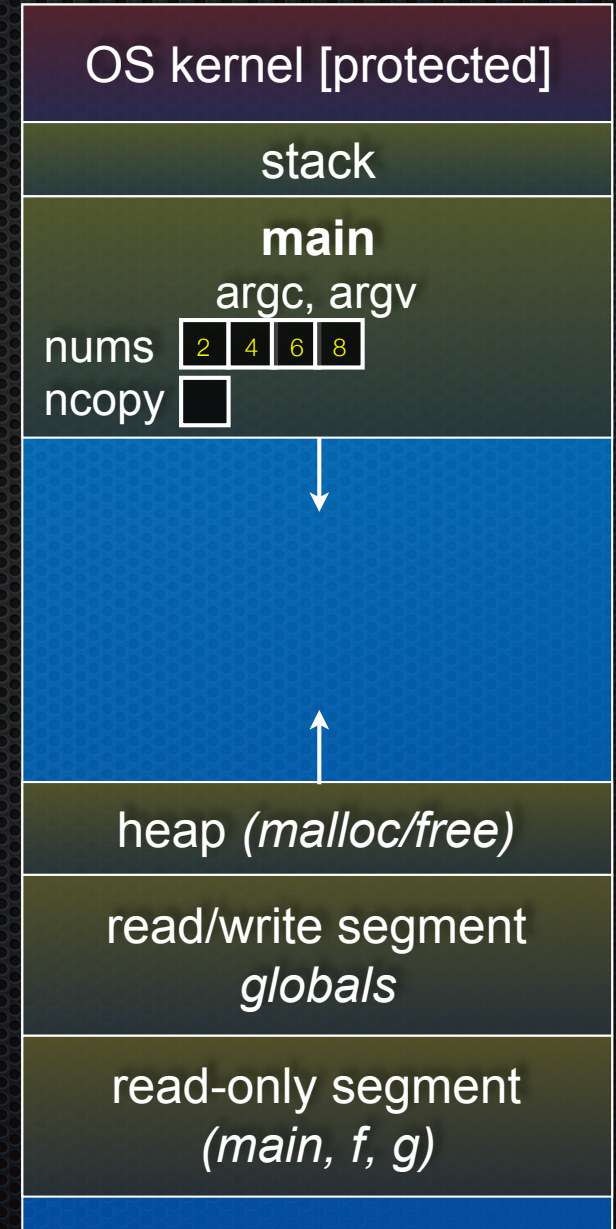 OS kernel [protected]
stack
main
argc, argv
nums 2 4 6 8
ncopy
heap (malloc/free)
read/write segment
globals
read-only segment
(main, f, g)